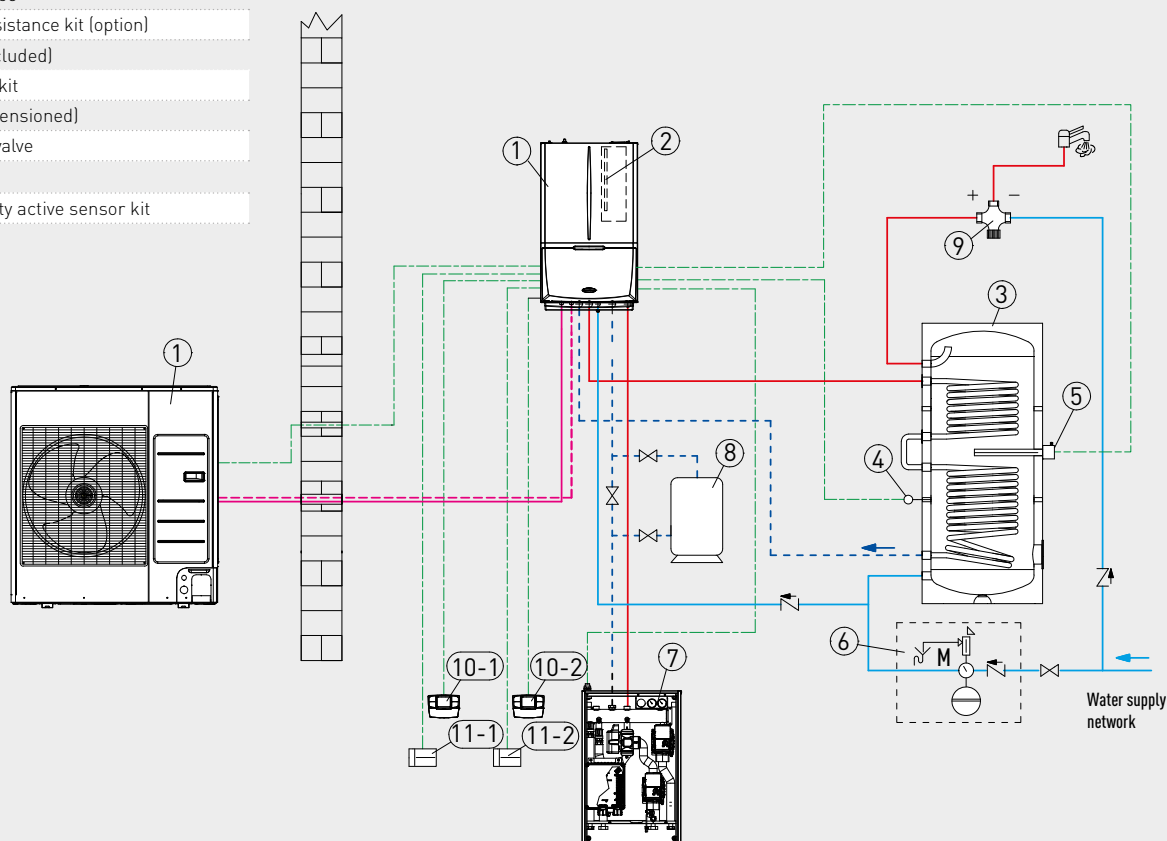 sistance kit (option)
cluded)
kit
ensioned)
valve
ty active sensor kit
1
2
+ −
9
3
1
5
8
4
6
M
10-1
10-2
7
11-1
11-2
Water supply
network